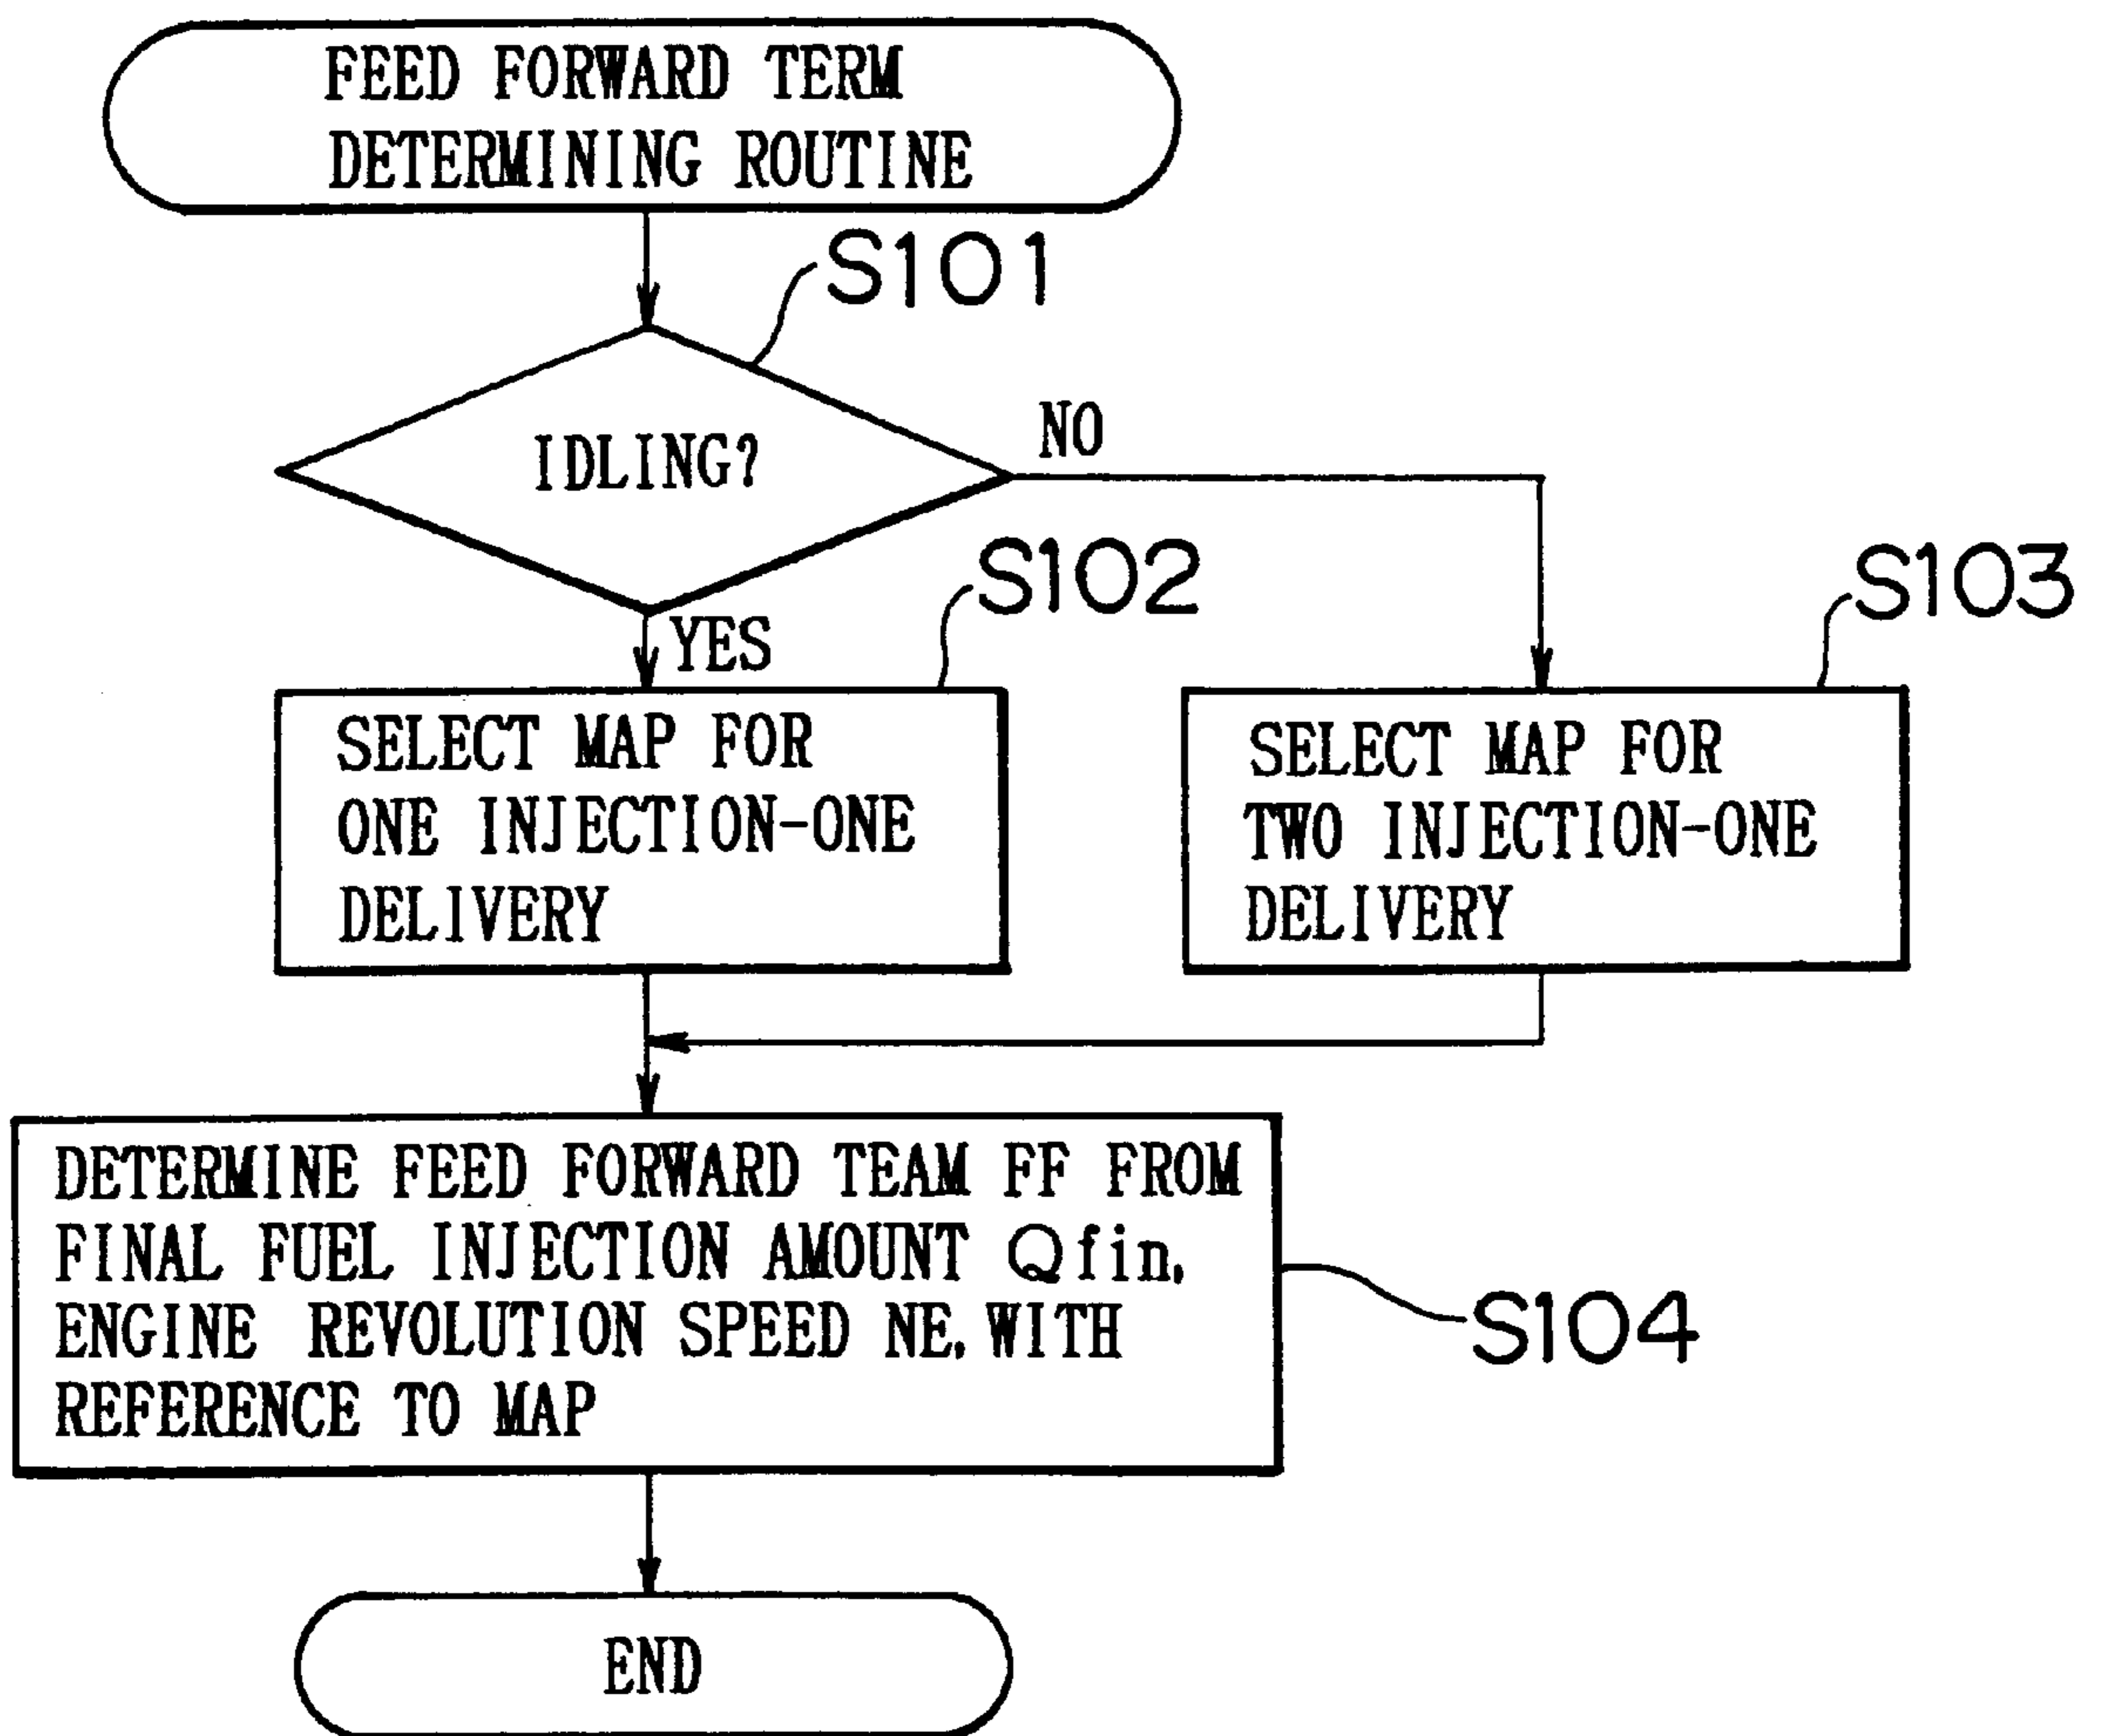 FEED FORWARD TERM
DETERMINING ROUTINE
S101
IDLING?
NO
YES
S102
SELECT MAP FOR
ONE INJECTION-ONE
DELIVERY
S103
SELECT MAP FOR
TWO INJECTION-ONE
DELIVERY
DETERMINE FEED FORWARD TEAM FF FROM
FINAL FUEL INJECTION AMOUNT Qfin,
ENGINE REVOLUTION SPEED NE, WITH
REFERENCE TO MAP
S104
END